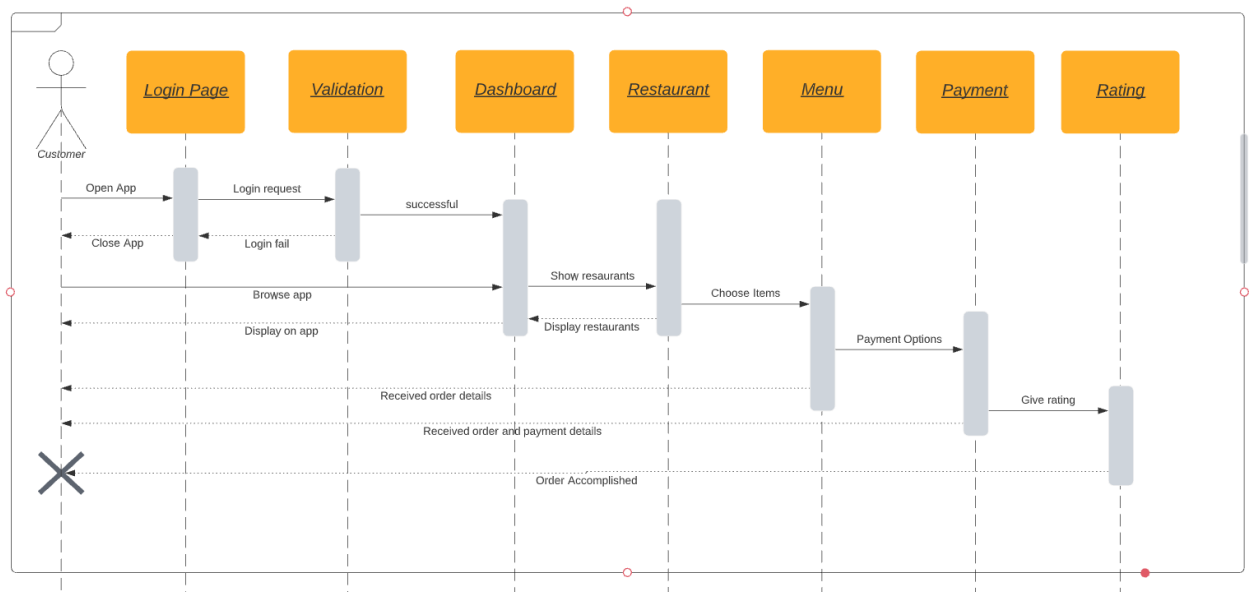 Login Page
Validation
Dashboard
Restaurant
Menu
Payment
Rating
Customer
Open App
Login request
successful
Close App
Login fail
Show resaurants
Browse app
Choose Items
Display on app
Display restaurants
Payment Options
Received order details
Give rating
Received order and payment details
Order Accomplished